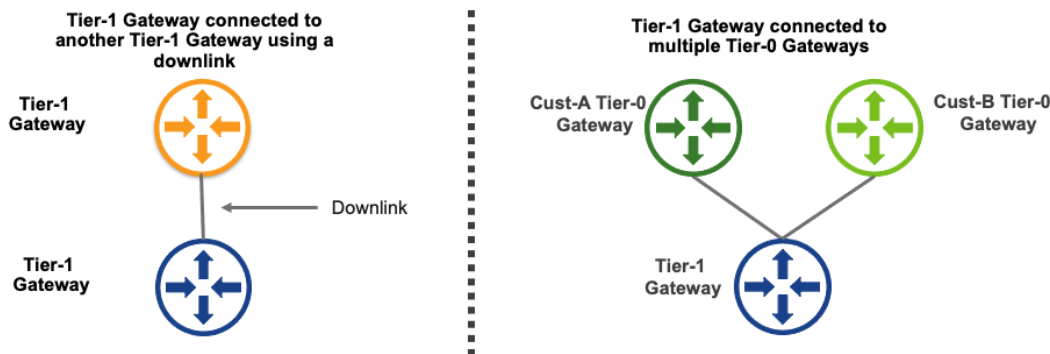 Tier-1 Gateway connected to
another Tier-1 Gateway using a
downlink
Tier-1
Gateway
Downlink
Tier-1
Gateway
Tier-1 Gateway connected to
multiple Tier-0 Gateways
Cust-A Tier-0
Gateway
Cust-B Tier-0
Gateway
Tier-1
Gateway